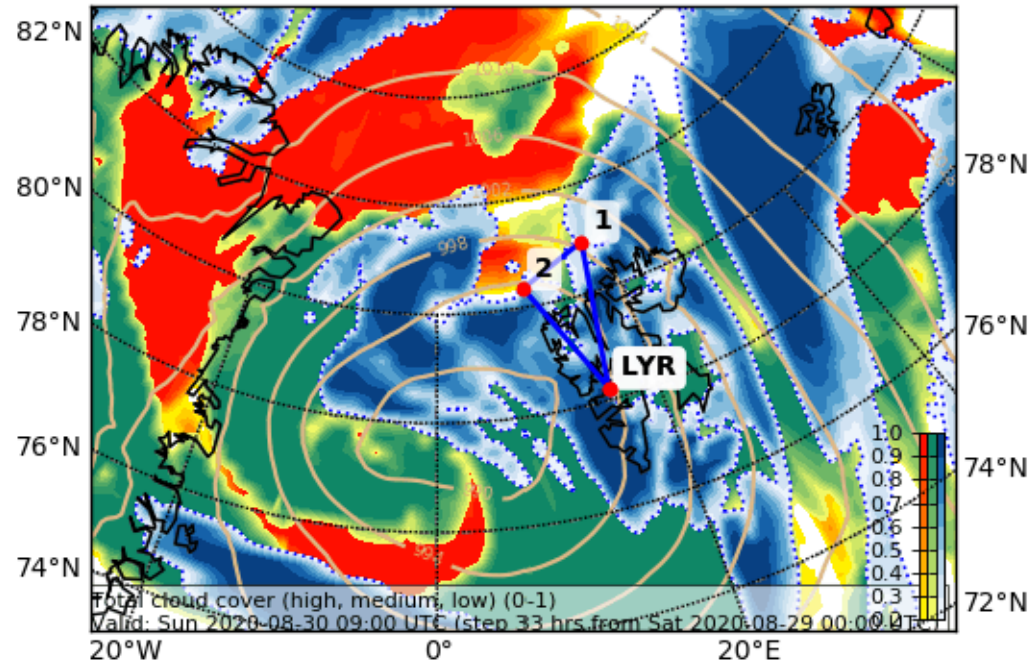 82°N
80°N
78°N
76°N
74°N
78°N
76°N
74°N
72°N
20°W
0°
20°E
1
2
LYR
998
1.0
0.9
0.8
0.7
0.6
0.5
0.4
0.3
0.2
Total cloud cover (high, medium, low) (0-1)
Valid: Sun 2020-08-30 09:00 UTC (step 33 hrs from Sat 2020-08-29 00:00 UTC)